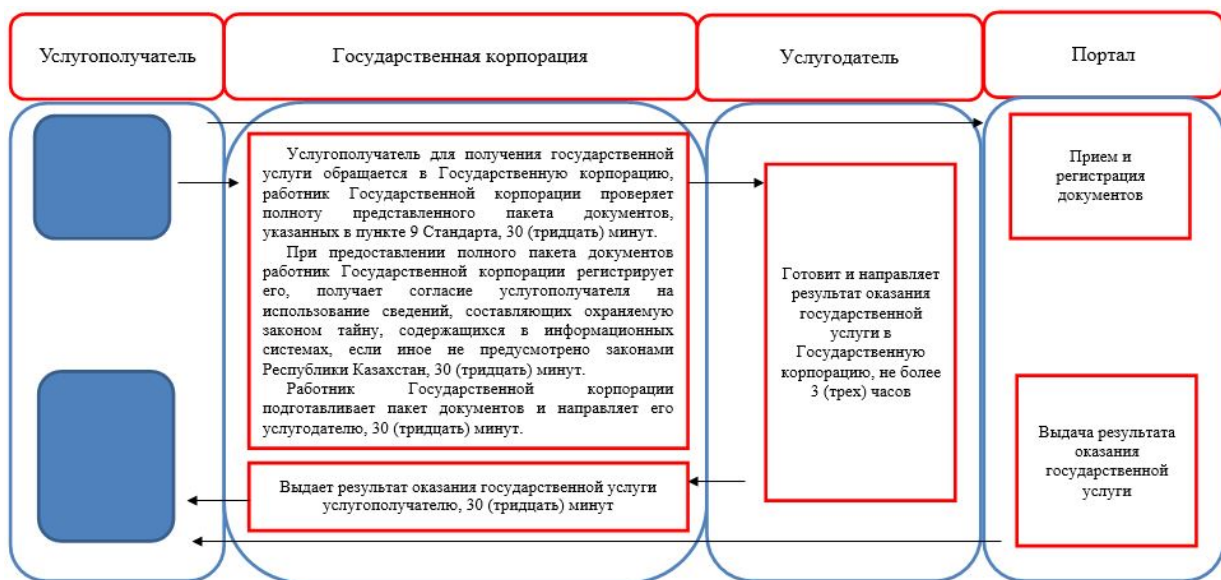 Услугополучатель
Государственная корпорация
Услугодатель
Портал
Услугополучатель для получения государственной
услуги обращается в Государственную корпорацию,
работник Государственной корпорации проверяет
полноту представленного пакета документов,
указанных в пункте 9 Стандарта, 30 (тридцать) минут.
При предоставлении полного пакета документов
работник Государственной корпорации регистрирует
его, получает согласие услугополучателя на
использование сведений, составляющих охраняемую
законом тайну, содержащихся в информационных
системах, если иное не предусмотрено законами
Республики Казахстан, 30 (тридцать) минут.
Работник Государственной корпорации
подготавливает пакет документов и направляет его
услугодателю, 30 (тридцать) минут.
Выдает результат оказания государственной услуги
услугополучателю, 30 (тридцать) минут
Готовит и направляет
результат оказания
государственной
услуги в
Государственную
корпорацию, не более
3 (трех) часов
Прием и
регистрация
документов
Выдача результата
оказания
государственной
услуги